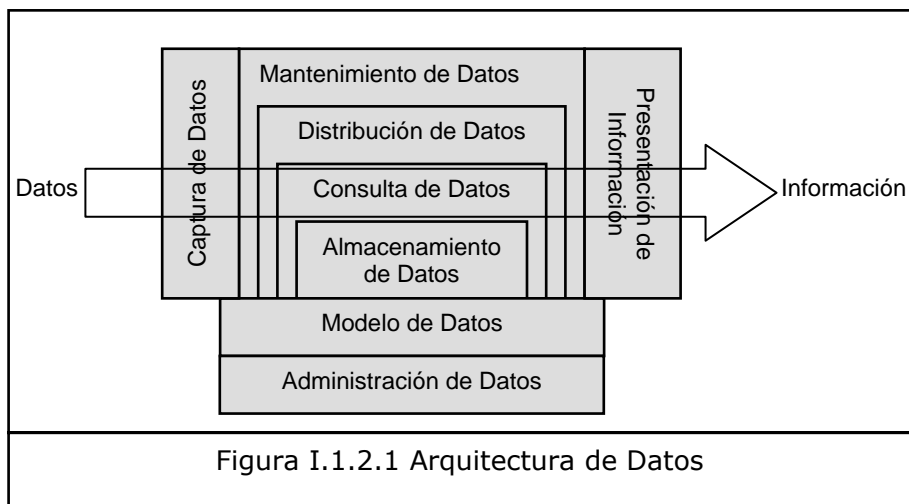 Mantenimiento de Datos
Distribución de Datos
Consulta de Datos
Almacenamiento
de Datos
Captura de Datos
Presentación de
Información
Datos
Información
Modelo de Datos
Administración de Datos
Figura I.1.2.1 Arquitectura de Datos